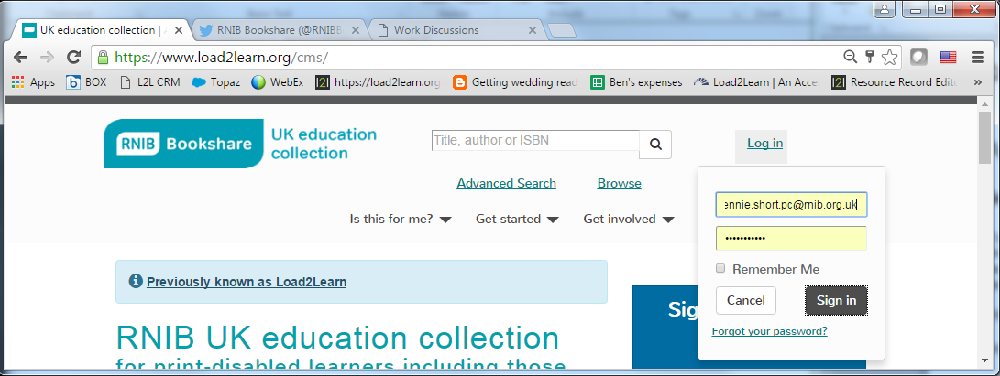 UK education collection | A
RNIB Bookshare (@RNIBB
Work Discussions
https://www.load2learn.org/cms/
Apps BOX L2L CRM Topaz WebEx https://load2learn.org Getting wedding read Ben's expenses Load2Learn | An Acce Resource Record Edit »
RNIB Bookshare
UK education
collection
Title, author or ISBN
Log in
Advanced Search Browse
ennie.short.pc@rnib.org.uk
Is this for me? Get started Get involved
•••••••••••
Remember Me
Previously known as Load2Learn
Cancel Sign in
Sig
Forgot your password?
RNIB UK education collection
for print-disabled learners including those